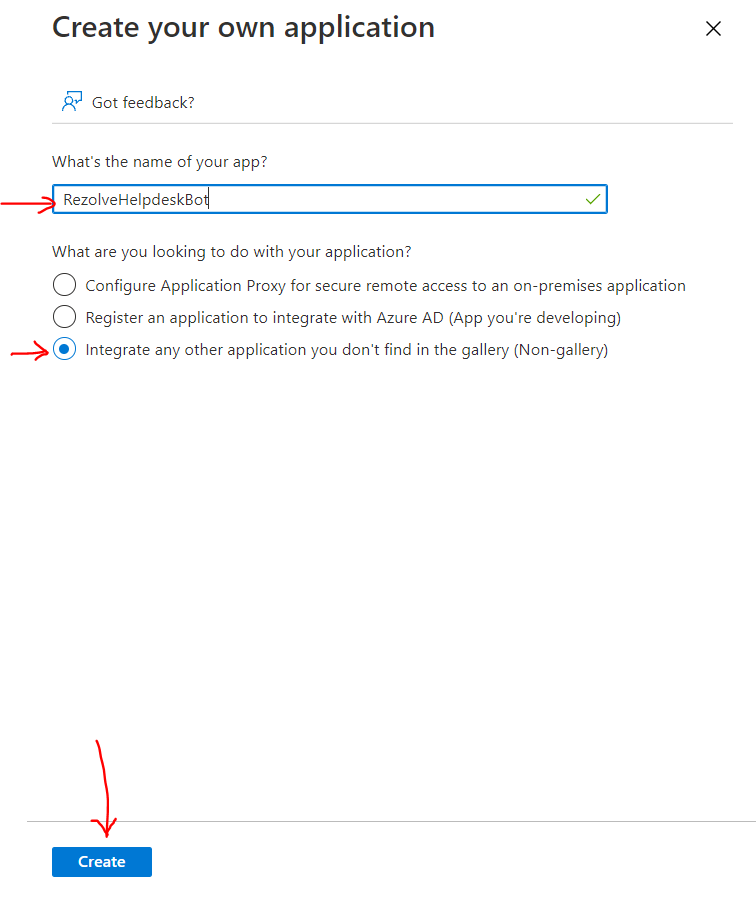 Create your own application
Got feedback?
What's the name of your app?
RezolveHelpdeskBot
What are you looking to do with your application?
Configure Application Proxy for secure remote access to an on-premises application
Register an application to integrate with Azure AD (App you're developing)
Integrate any other application you don't find in the gallery (Non-gallery)
Create